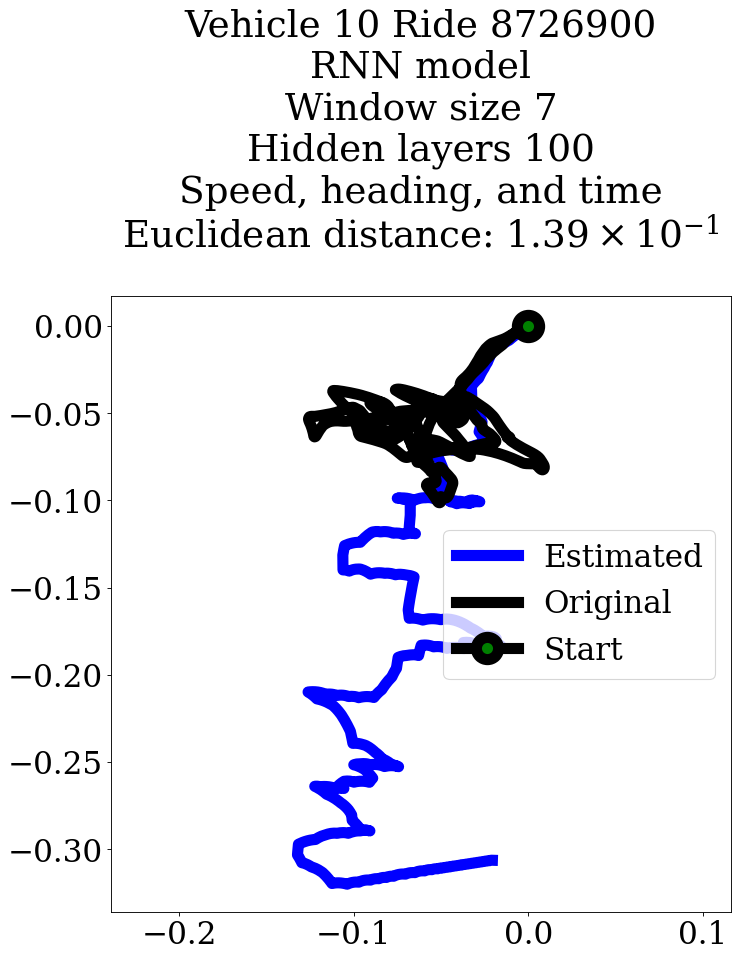 Vehicle 10 Ride 8726900
RNN model
Window size 7
Hidden layers 100
Speed, heading, and time
Euclidean distance: 1.39 × 10⁻¹
0.00
−0.05
−0.10
−0.15
−0.20
−0.25
−0.30
Estimated
Original
Start
−0.2 −0.1 0.0 0.1